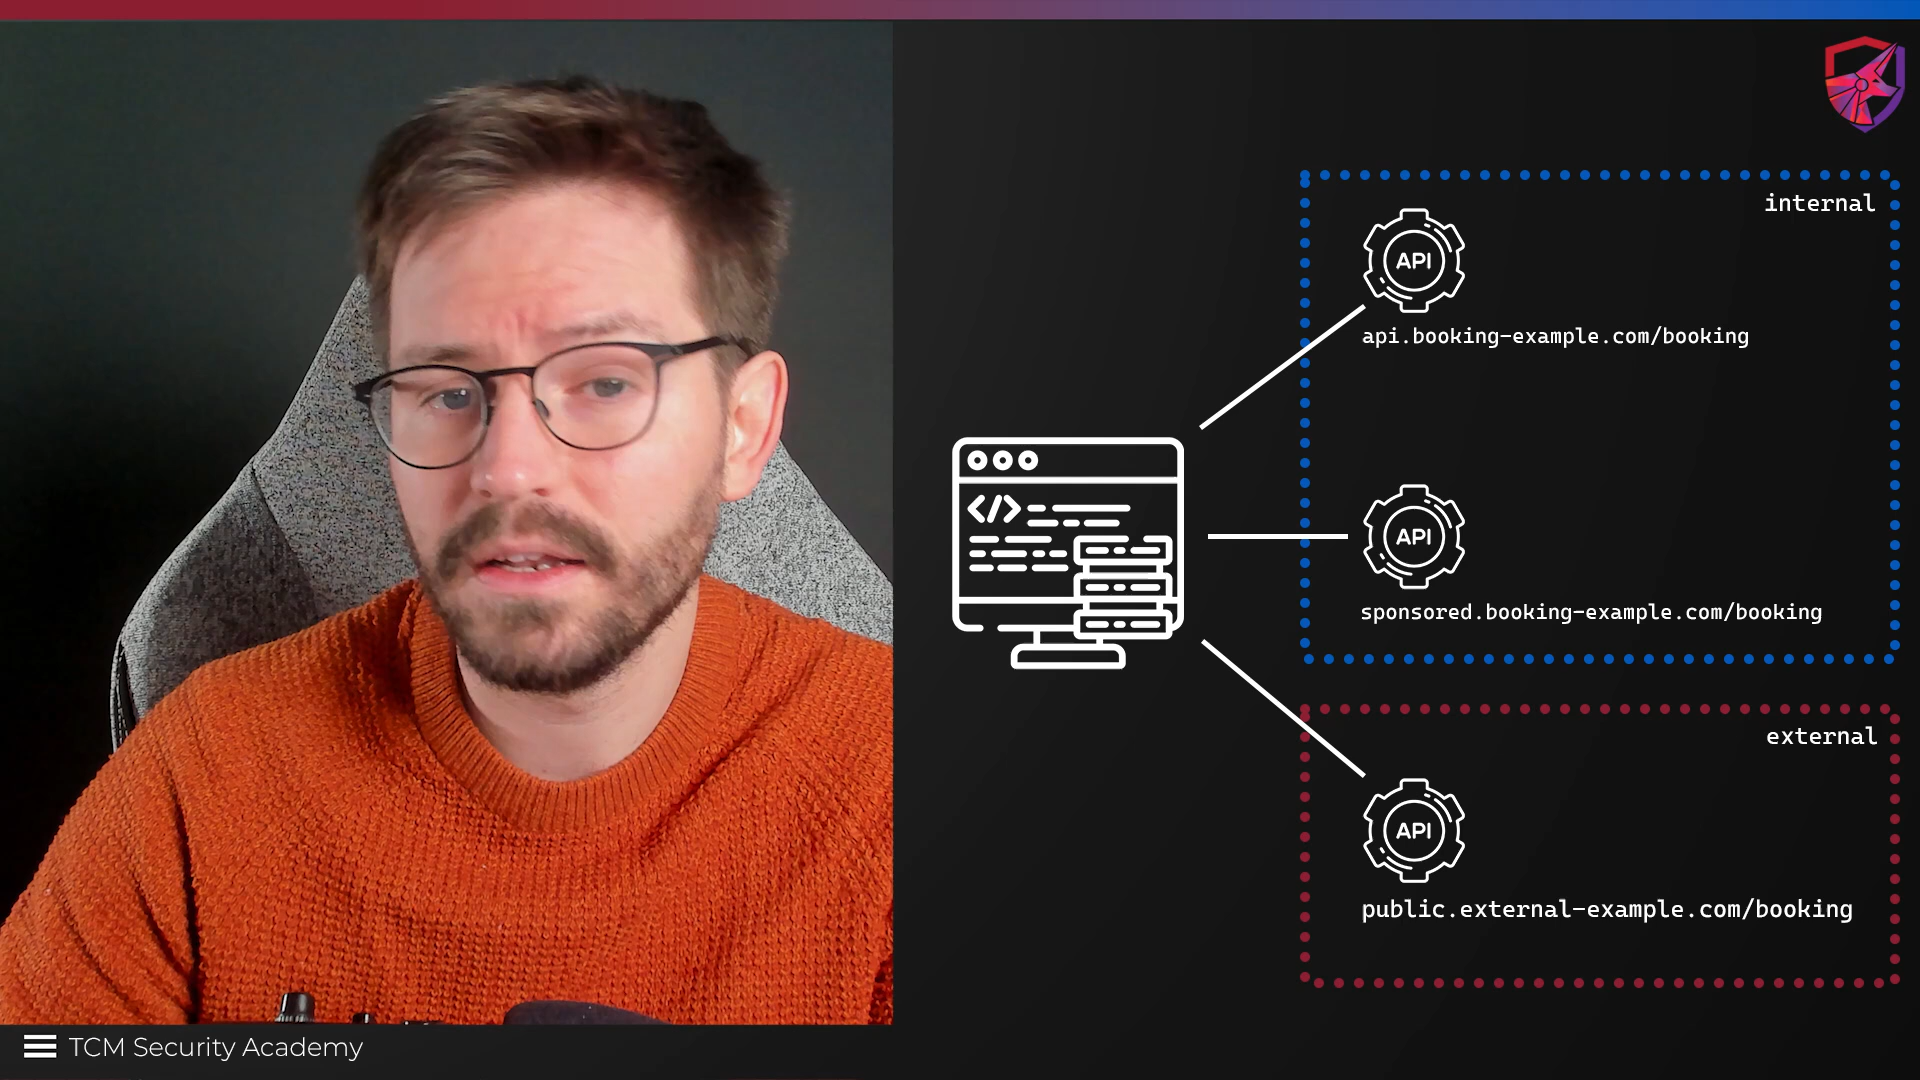 internal
API
api.booking-example.com/booking
</>
API
sponsored.booking-example.com/booking
external
API
public.external-example.com/booking
TCM Security Academy